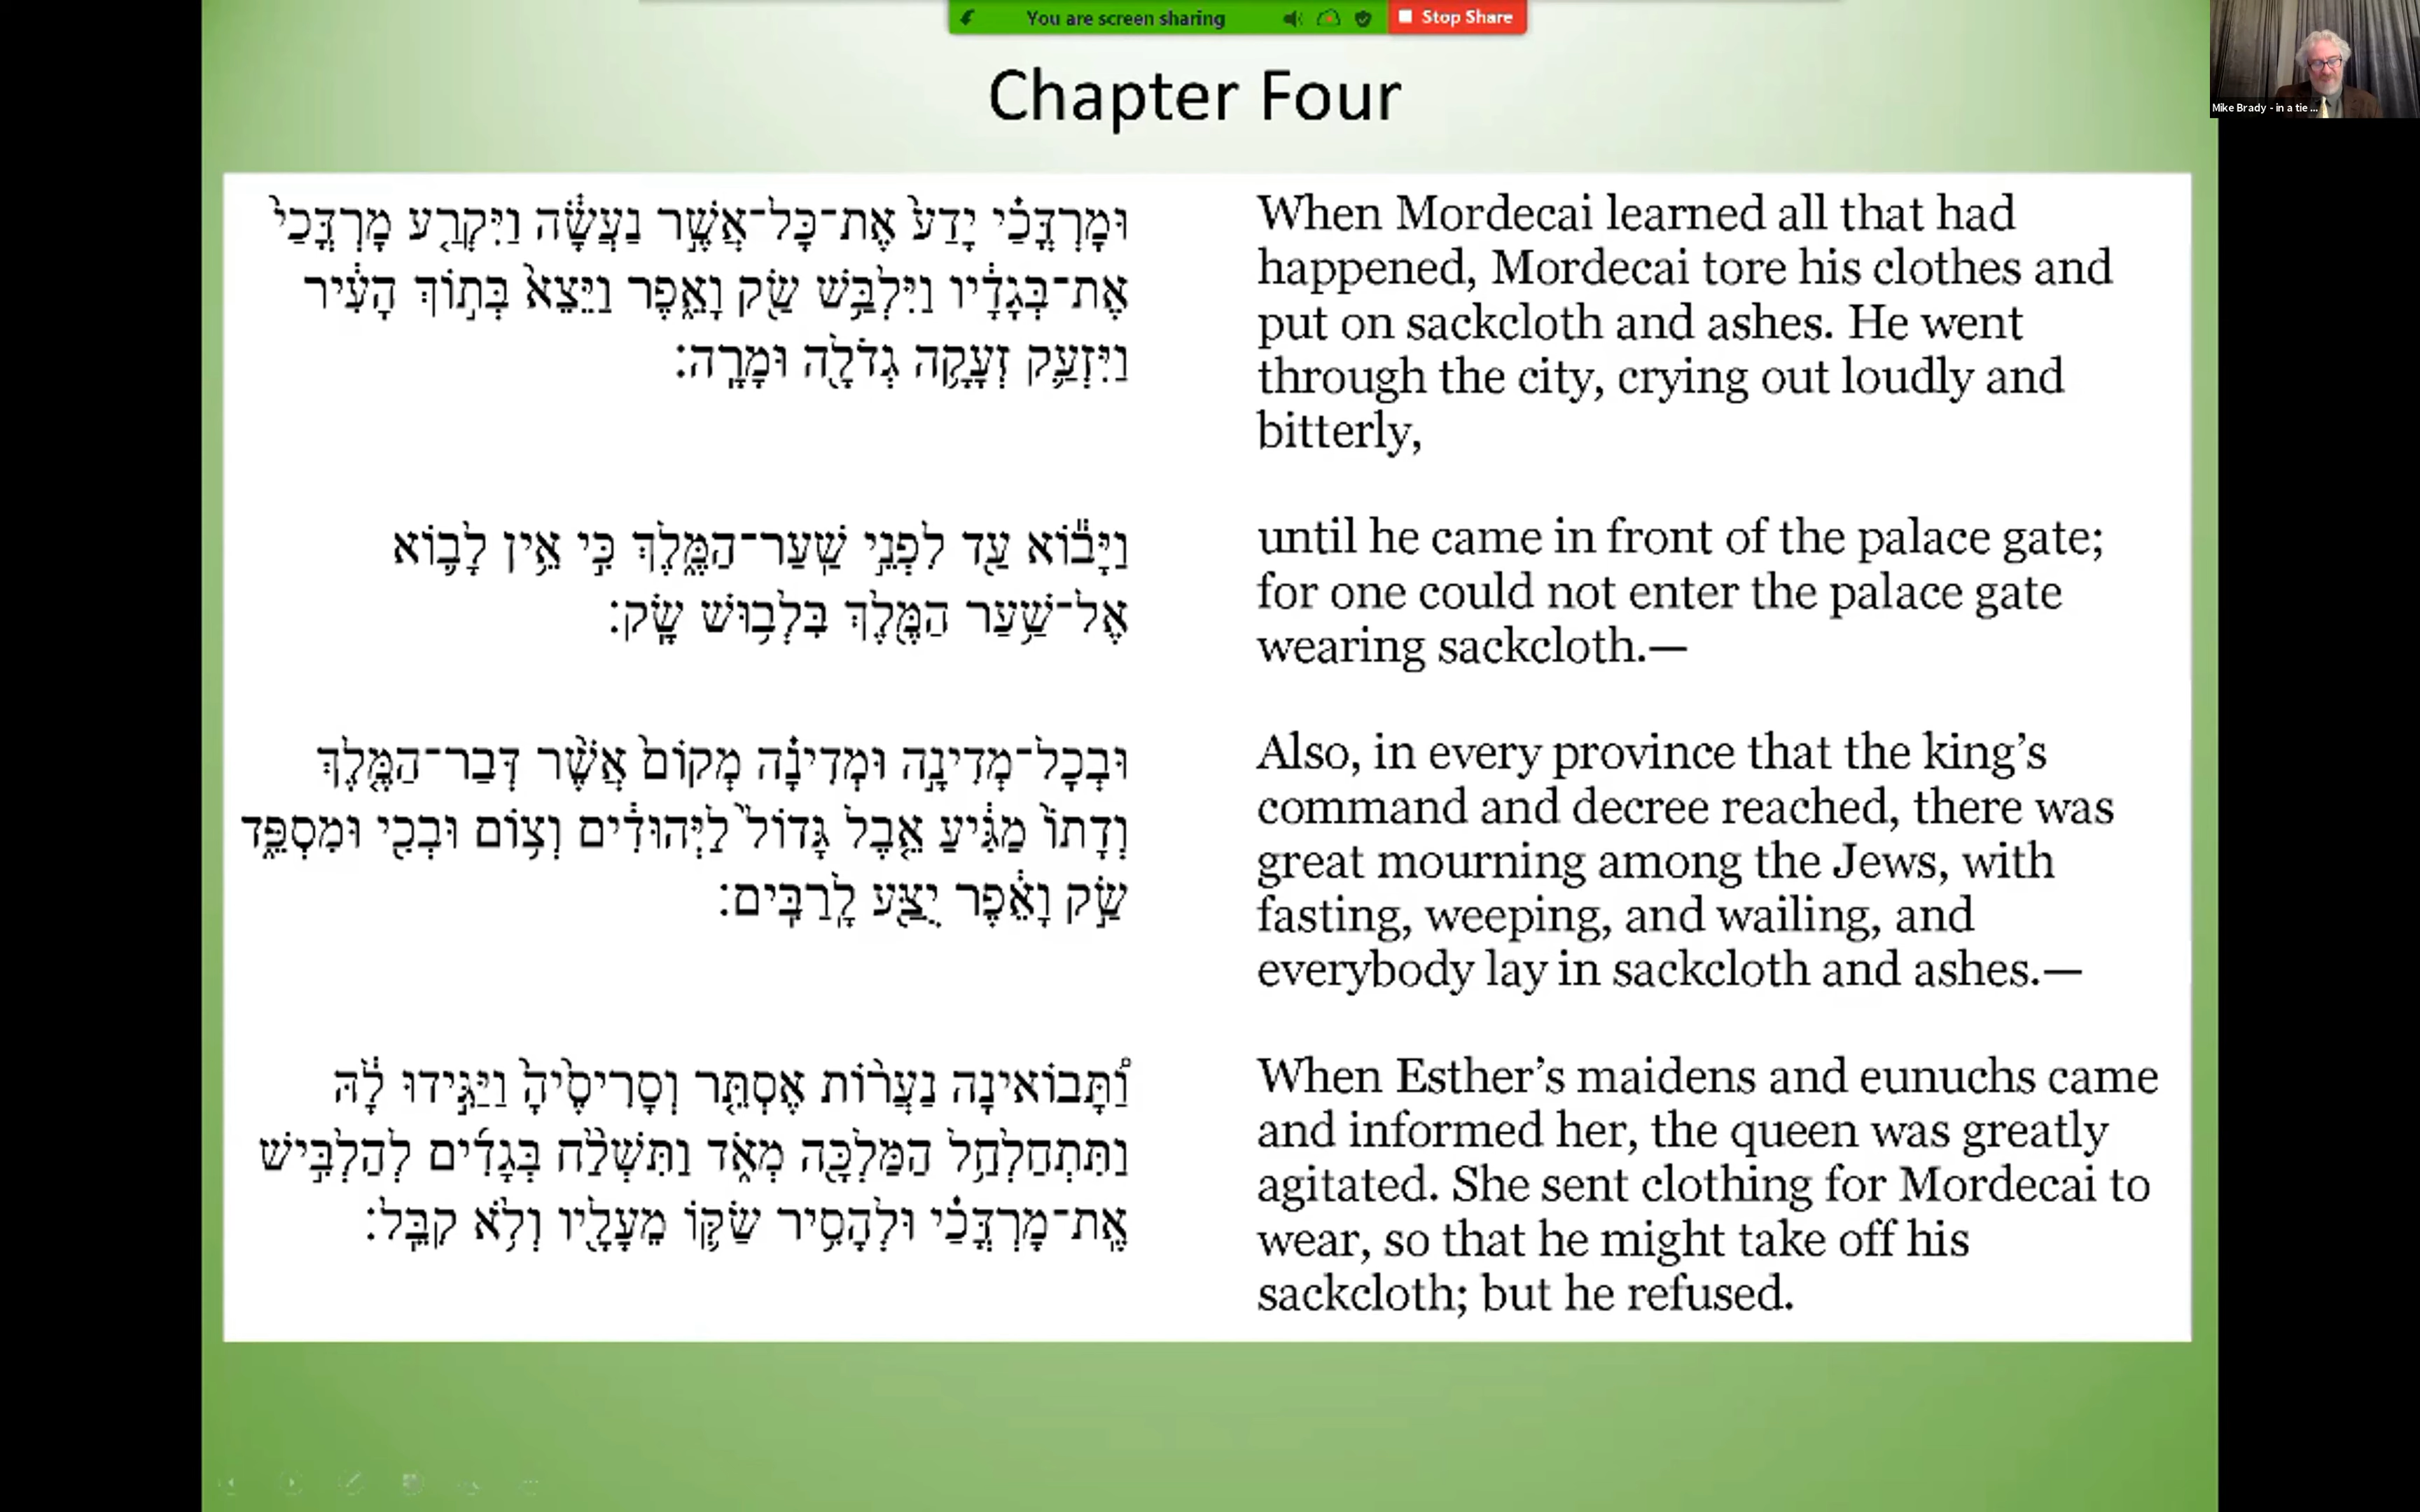 You are screen sharing
Stop Share
Mike Brady - in a tie ...
Chapter Four
וּמָרְדֳּכַ֗י יָדַע֙ אֶת־כׇּל־אֲשֶׁ֣ר נַעֲשָׂ֔ה וַיִּקְרַ֤ע מׇרְדֳּכַי֙
אֶת־בְּגָדָ֔יו וַיִּלְבַּ֥שׁ שַׂ֖ק וָאֵ֑פֶר וַיֵּצֵא֙ בְּת֣וֹךְ הָעִ֔יר
וַיִּזְעַ֛ק זְעָקָ֥ה גְדֹלָ֖ה וּמָרָֽה׃
When Mordecai learned all that had
happened, Mordecai tore his clothes and
put on sackcloth and ashes. He went
through the city, crying out loudly and
bitterly,
וַיָּב֕וֹא עַ֖ד לִפְנֵ֣י שַֽׁעַר־הַמֶּ֑לֶךְ כִּ֣י אֵ֥ין לָב֛וֹא
אֶל־שַׁ֥עַר הַמֶּ֖לֶךְ בִּלְב֥וּשׁ שָֽׂק׃
until he came in front of the palace gate;
for one could not enter the palace gate
wearing sackcloth.—
וּבְכׇל־מְדִינָ֣ה וּמְדִינָ֗ה מְקוֹם֙ אֲשֶׁ֨ר דְּבַר־הַמֶּ֤לֶךְ
וְדָתוֹ֙ מַגִּ֔יעַ אֵ֤בֶל גָּדוֹל֙ לַיְּהוּדִ֔ים וְצ֥וֹם וּבְכִ֖י וּמִסְפֵּ֑ד
שַׂ֣ק וָאֵ֔פֶר יֻצַּ֖ע לָֽרַבִּֽים׃
Also, in every province that the king’s
command and decree reached, there was
great mourning among the Jews, with
fasting, weeping, and wailing, and
everybody lay in sackcloth and ashes.—
וַ֠תָּבוֹאינָה נַעֲר֨וֹת אֶסְתֵּ֤ר וְסָרִיסֶ֙יהָ֙ וַיַּגִּ֣ידוּ לָ֔הּ
וַתִּתְחַלְחַ֥ל הַמַּלְכָּ֖ה מְאֹ֑ד וַתִּשְׁלַ֨ח בְּגָדִ֜ים לְהַלְבִּ֣ישׁ
אֶֽת־מׇרְדֳּכַ֗י וּלְהָסִ֥יר שַׂקּ֛וֹ מֵעָלָ֖יו וְלֹ֥א קִבֵּֽל׃
When Esther’s maidens and eunuchs came
and informed her, the queen was greatly
agitated. She sent clothing for Mordecai to
wear, so that he might take off his
sackcloth; but he refused.